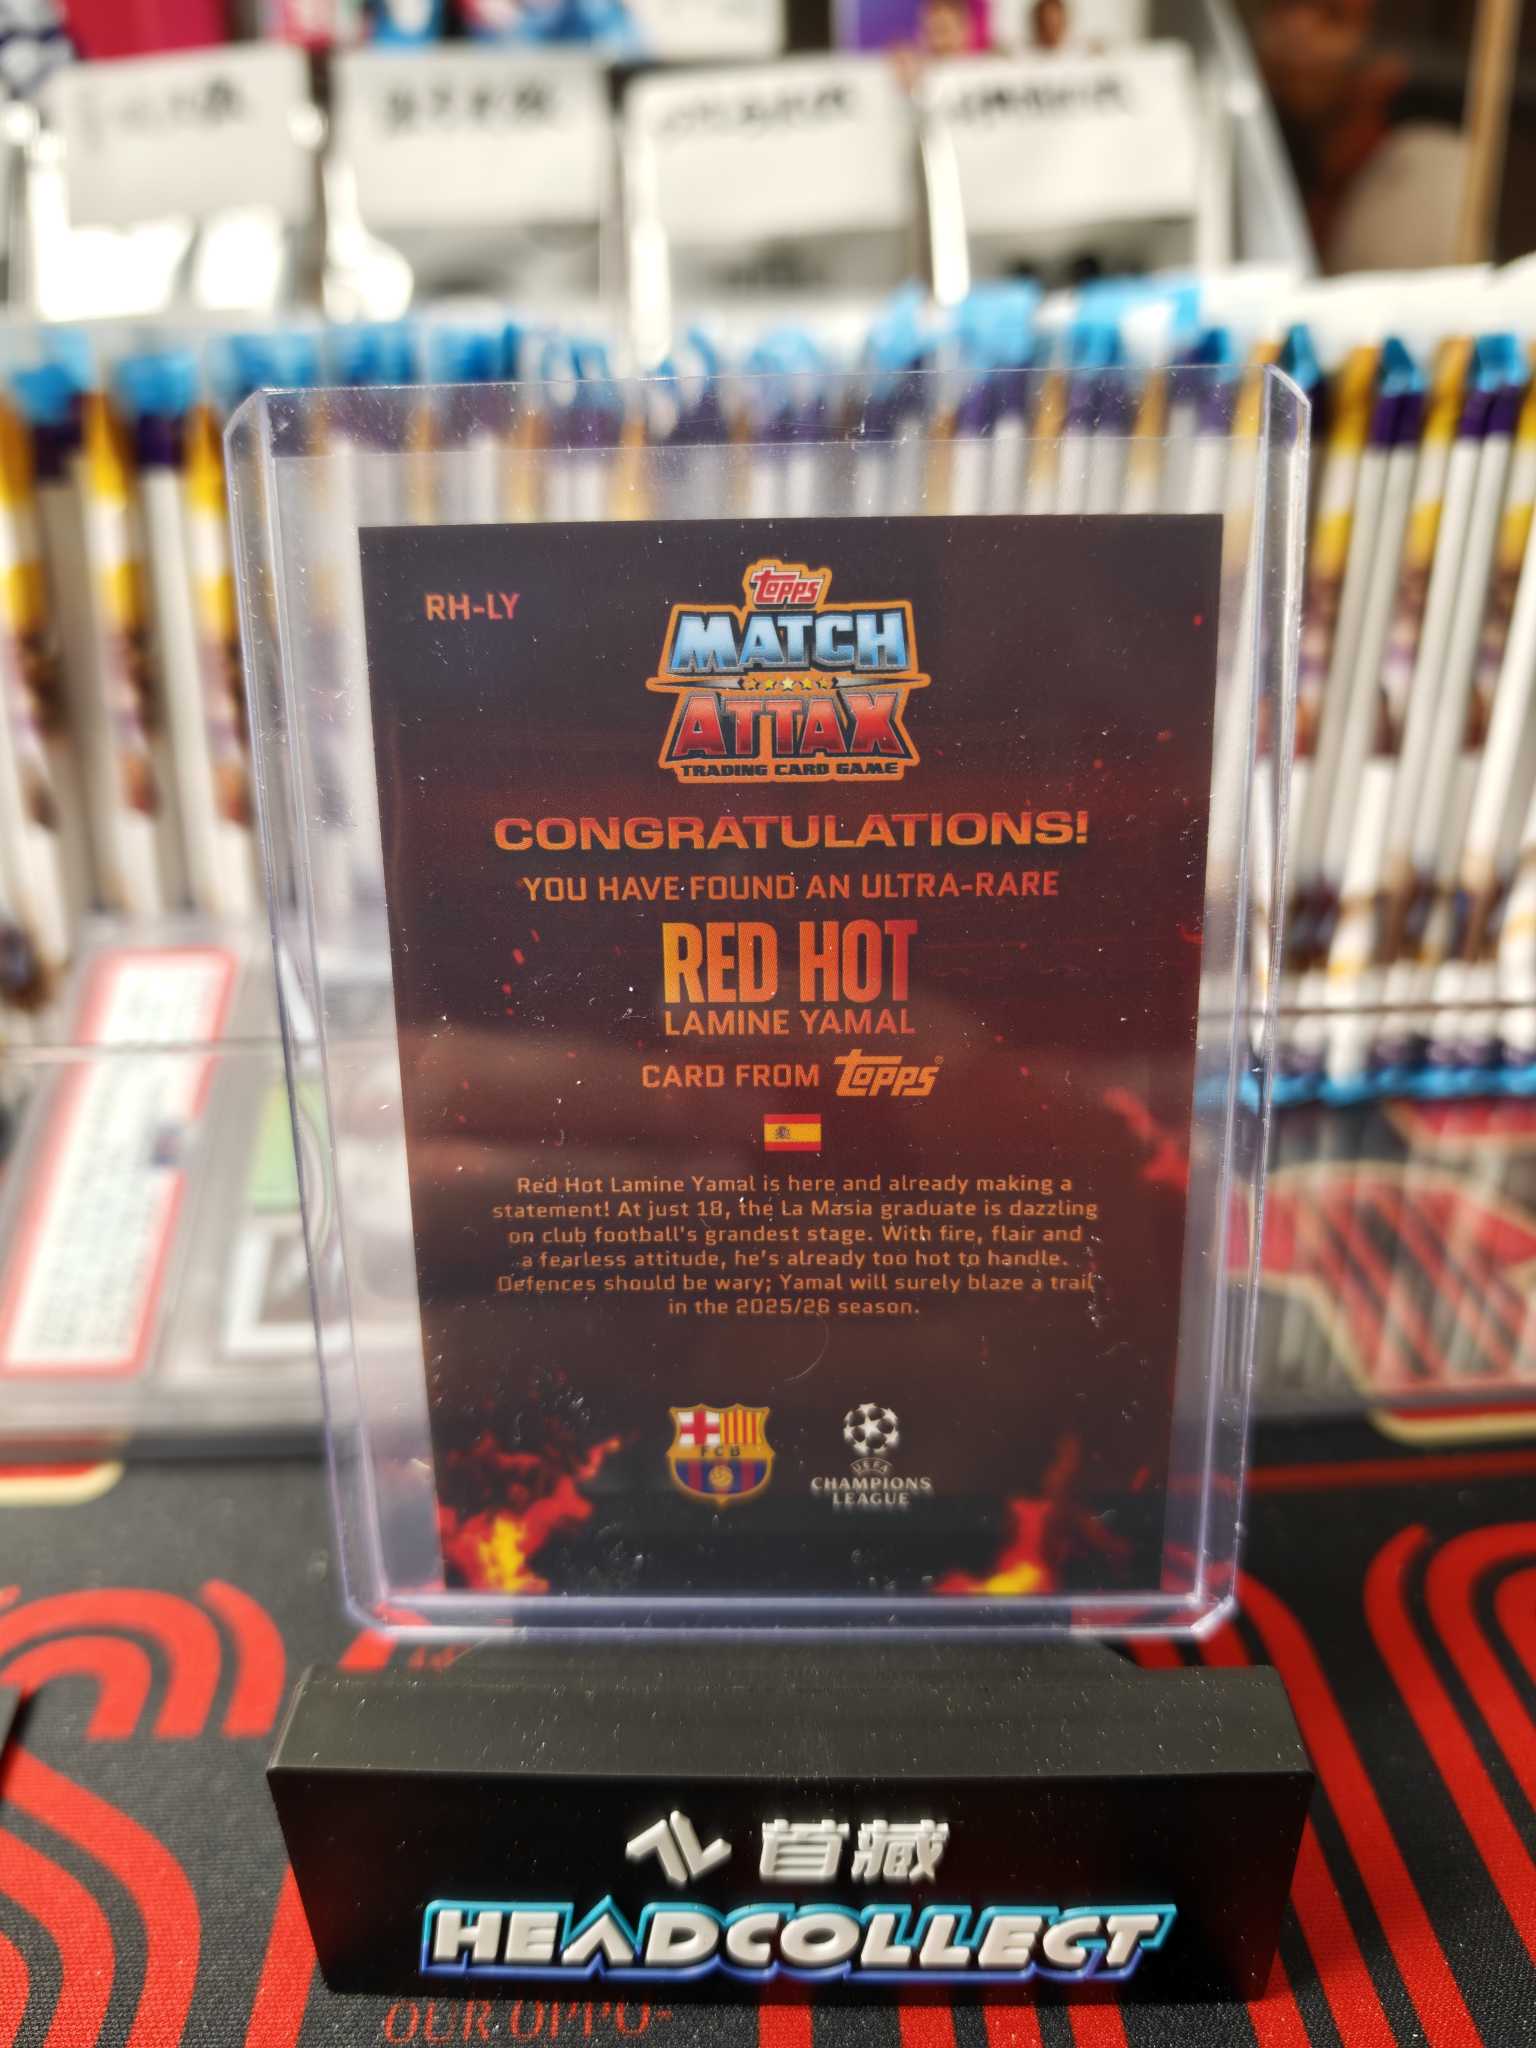 RH-LY
topps
MATCH
ATTAX
TRADING CARD GAME
CONGRATULATIONS!
YOU HAVE FOUND AN ULTRA-RARE
RED HOT
LAMINE YAMAL
CARD FROM topps®
Red Hot Lamine Yamal is here and already making a
statement! At just 18, the La Masia graduate is dazzling
on club football's grandest stage. With fire, flair and
a fearless attitude, he's already too hot to handle.
Defences should be wary; Yamal will surely blaze a trail
in the 2025/26 season.
FCB
UEFA
CHAMPIONS
LEAGUE
首藏
HEADCOLLECT
OUR OPPO-